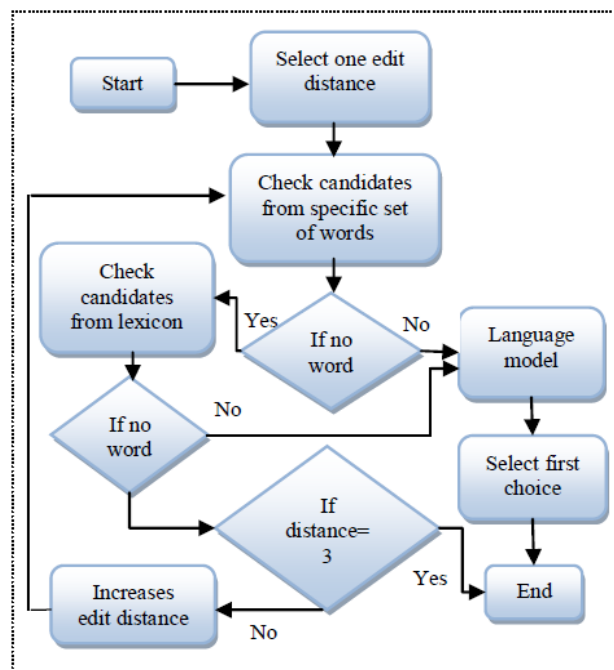 Start
Select one edit
distance
Check candidates
from specific set
of words
Check
candidates
from lexicon
Yes
If no
word
No
Language
model
If no
word
No
Select first
choice
If
distance=
3
Yes
End
Increases
edit distance
No